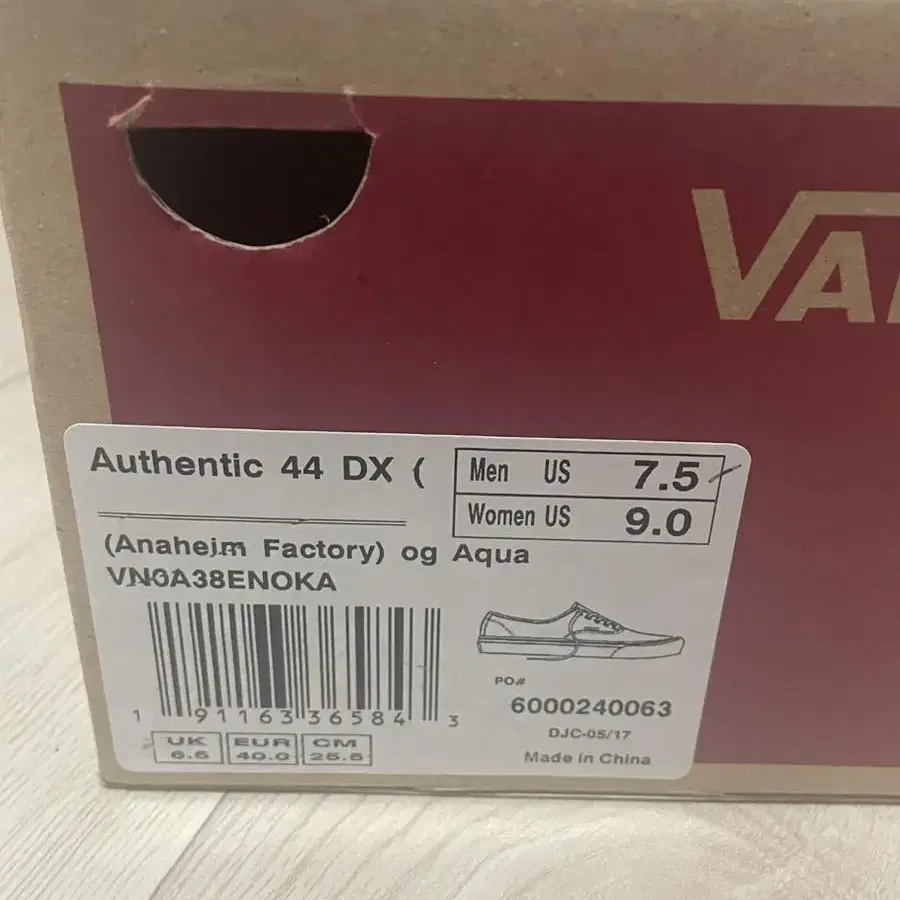 VA
Authentic 44 DX (
Men US 7.5
Women US 9.0
(Anaheim Factory) og Aqua
VN0A38ENOKA
1 91163 36584 3
UK EUR CM
6.5 40.0 25.5
PO#
6000240063
DJC-05/17
Made in China